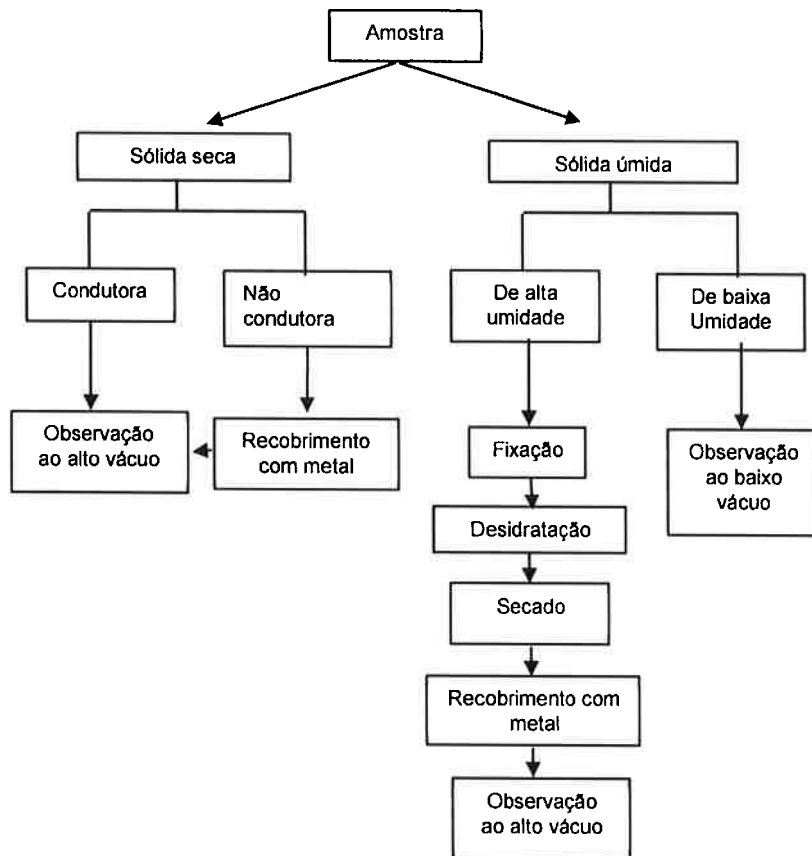 Amostra
Sólida seca
Sólida úmida
Condutora
Não
condutora
De alta
umidade
De baixa
Umidade
Observação
ao alto vácuo
Recobrimento
com metal
Fixação
Observação
ao baixo
vácuo
Desidratação
Secado
Recobrimento com
metal
Observação
ao alto vácuo